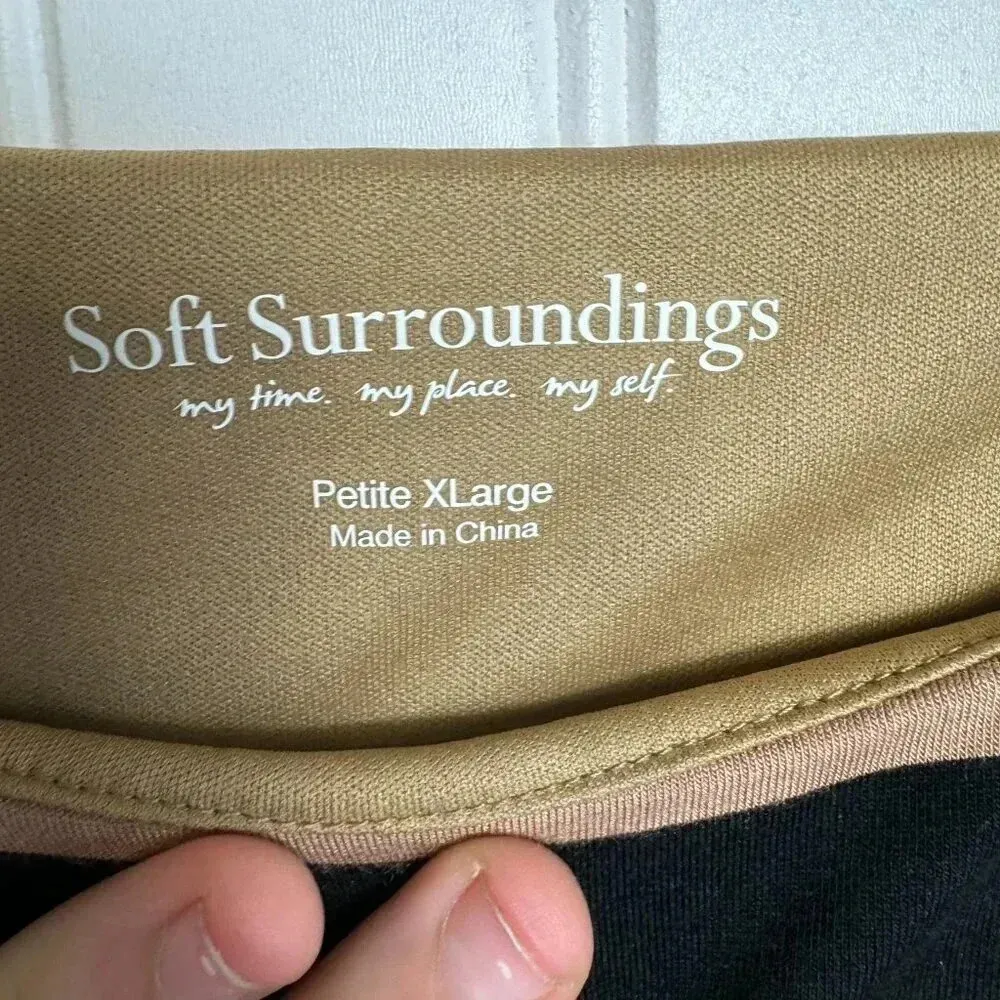 Soft Surroundings
my time. my place. my self.
Petite XLarge
Made in China